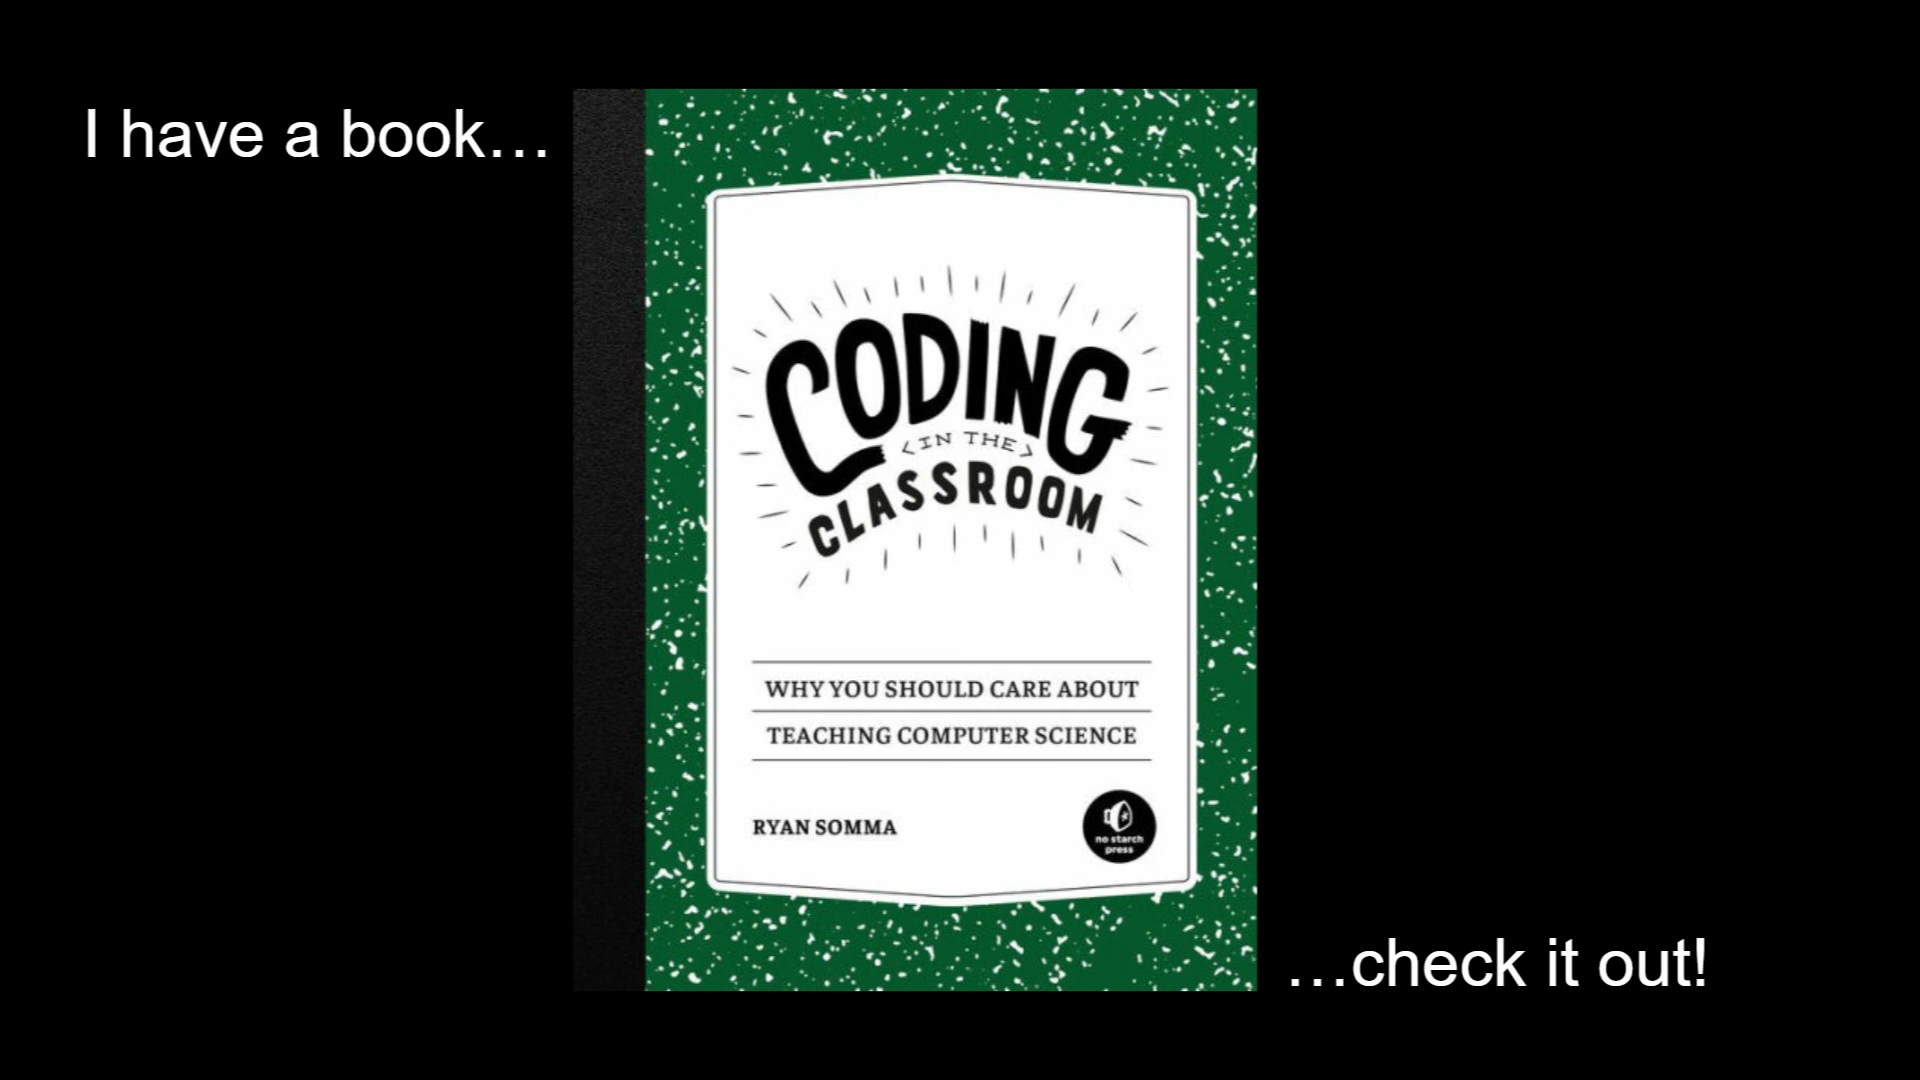 I have a book…
CODING
<IN THE>
CLASSROOM
WHY YOU SHOULD CARE ABOUT
TEACHING COMPUTER SCIENCE
RYAN SOMMA
no starch
press
…check it out!